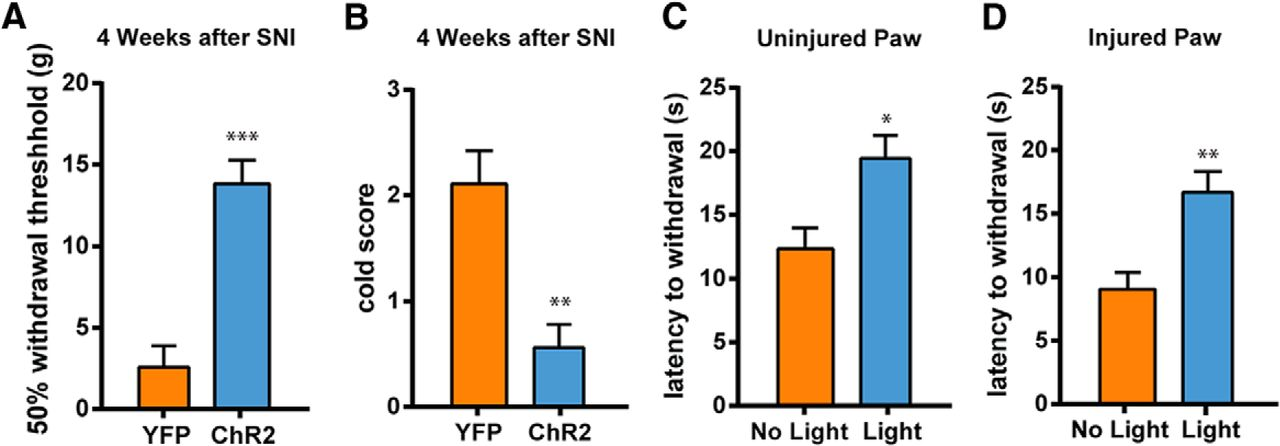 A
4 Weeks after SNI
50% withdrawal threshhold (g)
20
15
10
5
0
***
YFP ChR2
B
4 Weeks after SNI
cold score
3
2
1
0
**
YFP ChR2
C
Uninjured Paw
latency to withdrawal (s)
25
20
15
10
5
0
*
No Light Light
D
Injured Paw
latency to withdrawal (s)
25
20
15
10
5
0
**
No Light Light